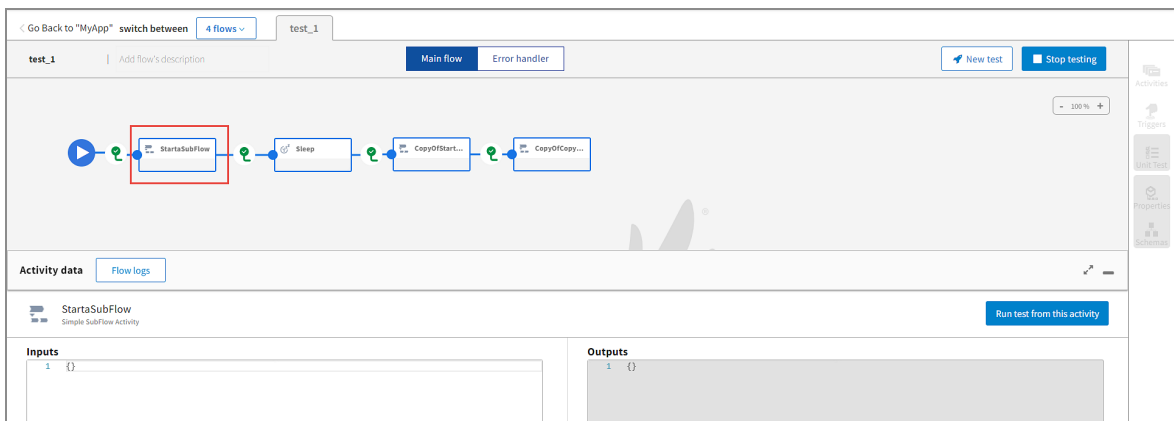 Go Back to "MyApp" switch between 4 flows test_1
test_1 Add flow's description Main flow Error handler New test Stop testing
Activities
- 100 % +
Triggers
StartaSubFlow Sleep CopyOfStart... CopyOfCopy...
Unit Test
Properties
®
Schemas
Activity data Flow logs
StartaSubFlow
Simple SubFlow Activity
Run test from this activity
Inputs Outputs
1 {} 1 {}